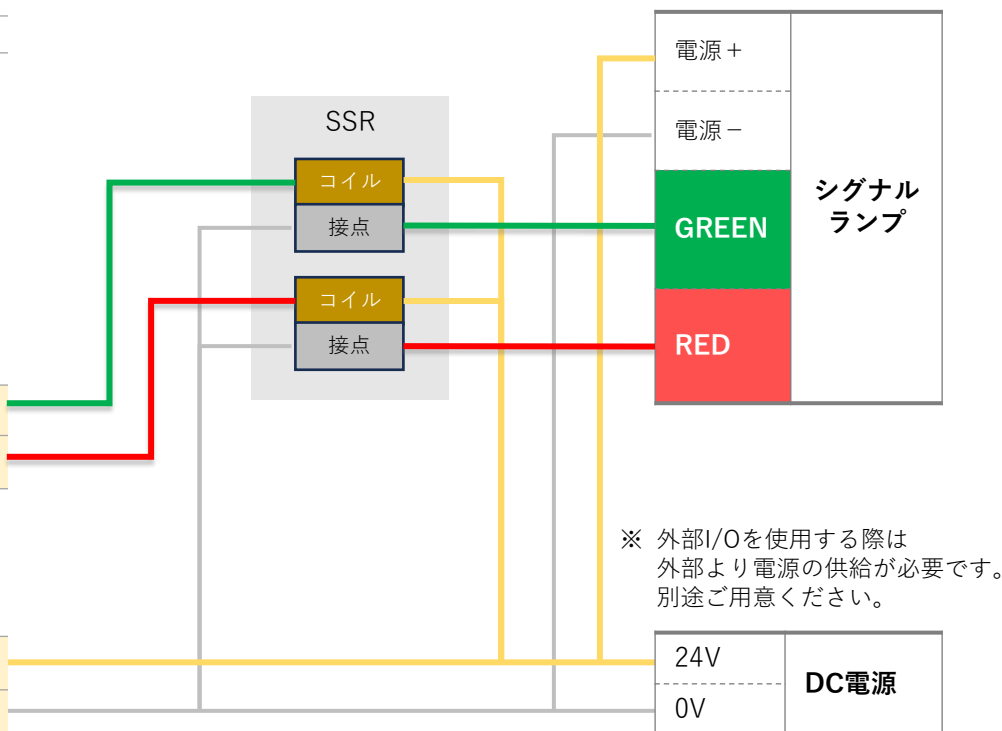 電源＋
SSR
電源－
コイル
接点
GREEN
シグナル
ランプ
コイル
接点
RED
※ 外部I/Oを使用する際は
外部より電源の供給が必要です。
別途ご用意ください。
24V
DC電源
0V